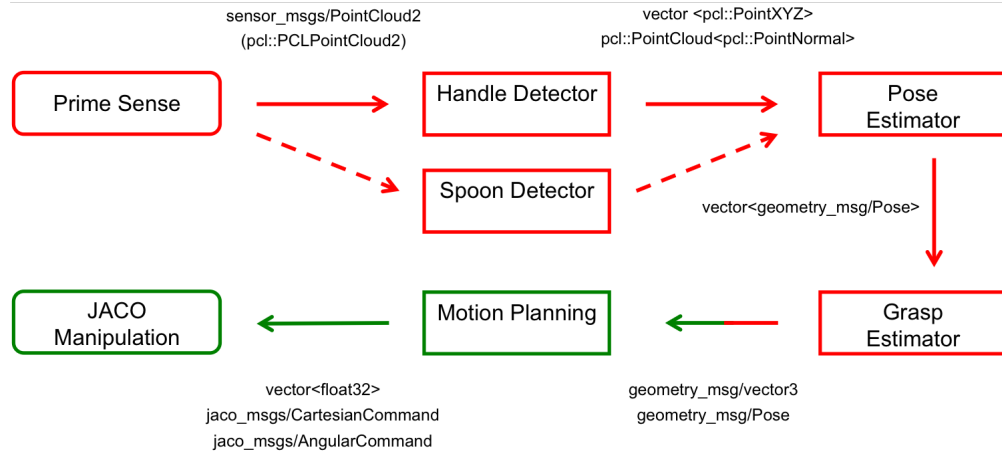 sensor_msgs/PointCloud2
(pcl::PCLPointCloud2)
vector <pcl::PointXYZ>
pcl::PointCloud<pcl::PointNormal>
Prime Sense
Handle Detector
Pose
Estimator
Spoon Detector
vector<geometry_msg/Pose>
JACO
Manipulation
Motion Planning
Grasp
Estimator
vector<float32>
jaco_msgs/CartesianCommand
jaco_msgs/AngularCommand
geometry_msg/vector3
geometry_msg/Pose